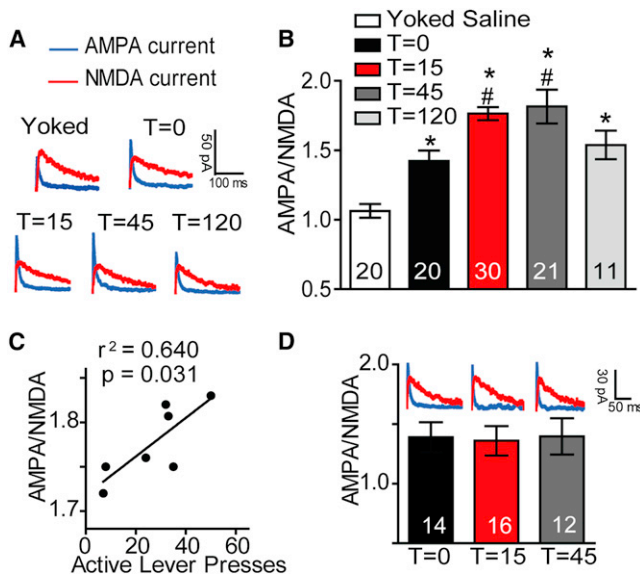 A
AMPA current
NMDA current
Yoked
T=0
50 pA
100 ms
T=15
T=45
T=120
B
Yoked Saline
T=0
T=15
T=45
T=120
AMPA/NMDA
2.0
1.5
1.0
0.5
*
*
#
*
#
*
20
20
30
21
11
C
r² = 0.640
p = 0.031
AMPA/NMDA
1.8
1.7
0
20
40
60
Active Lever Presses
D
30 pA
50 ms
AMPA/NMDA
2.0
1.0
14
16
12
T=0
T=15
T=45